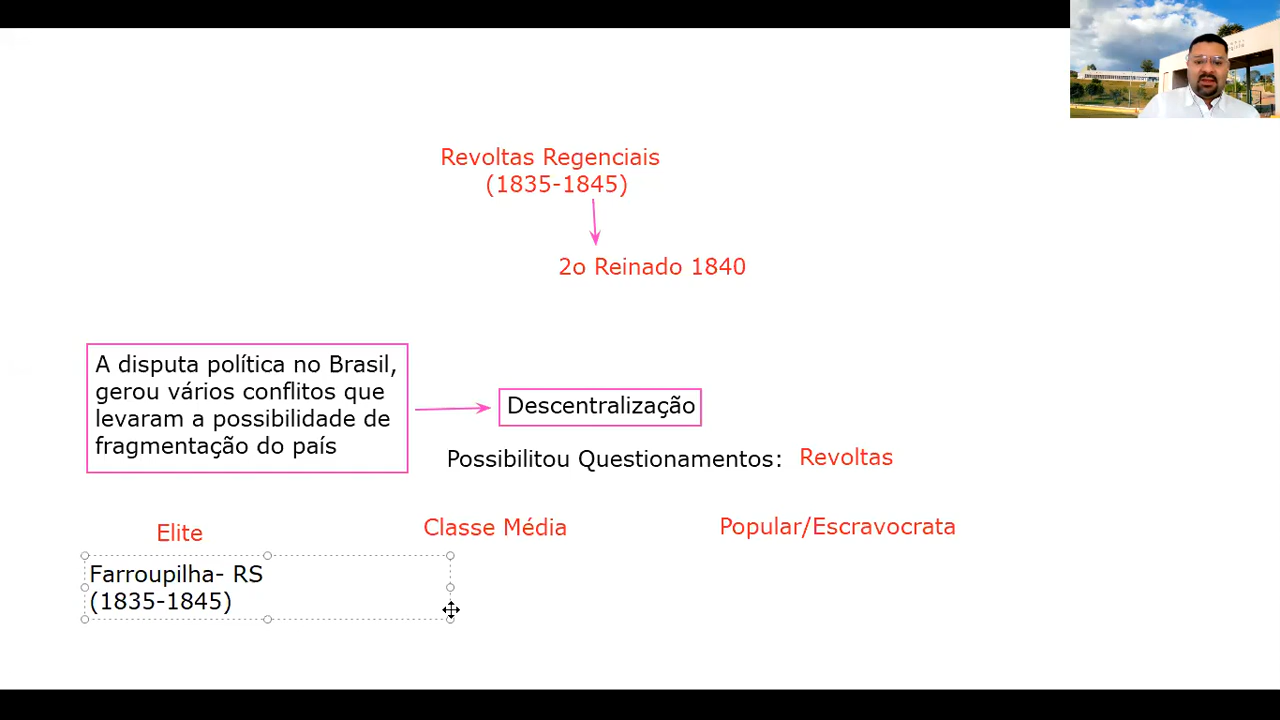 Revoltas Regenciais
(1835-1845)
2o Reinado 1840
A disputa política no Brasil,
gerou vários conflitos que
levaram a possibilidade de
fragmentação do país
Descentralização
Possibilitou Questionamentos: Revoltas
Elite
Classe Média
Popular/Escravocrata
Farroupilha- RS
(1835-1845)